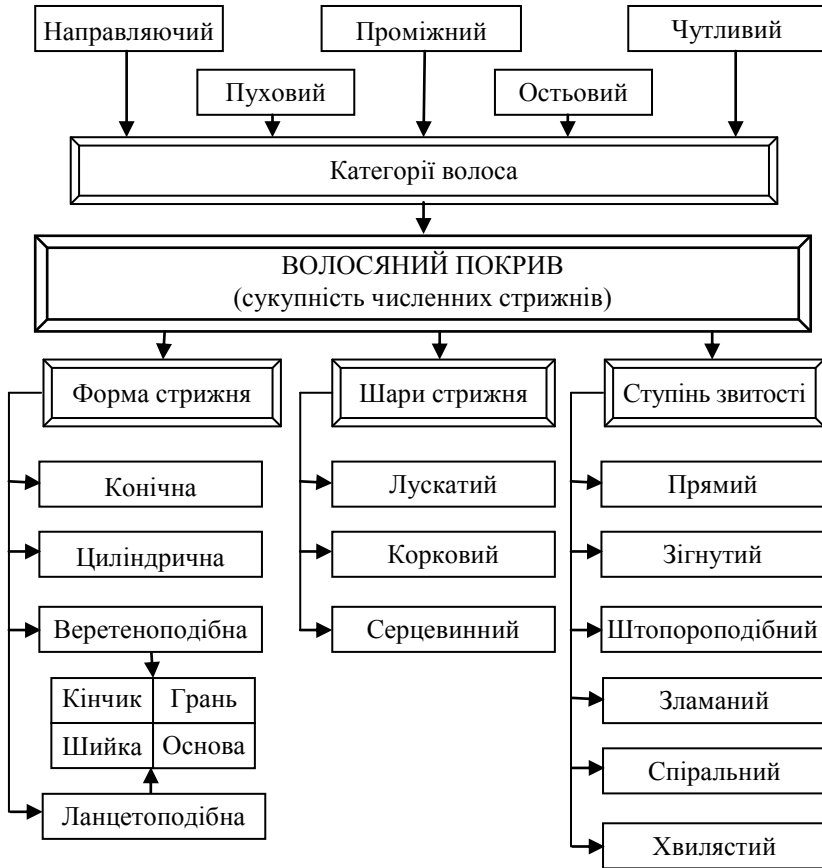 Направляючий
Проміжний
Чутливий
Пуховий
Остьовий
Категорії волоса
ВОЛОСЯНИЙ ПОКРИВ
(сукупність численних стрижнів)
Форма стрижня
Шари стрижня
Ступінь звитості
Конічна
Лускатий
Прямий
Циліндрична
Корковий
Зігнутий
Веретеноподібна
Серцевинний
Штопороподібний
Кінчик
Грань
Шийка
Основа
Зламаний
Спіральний
Ланцетоподібна
Хвилястий